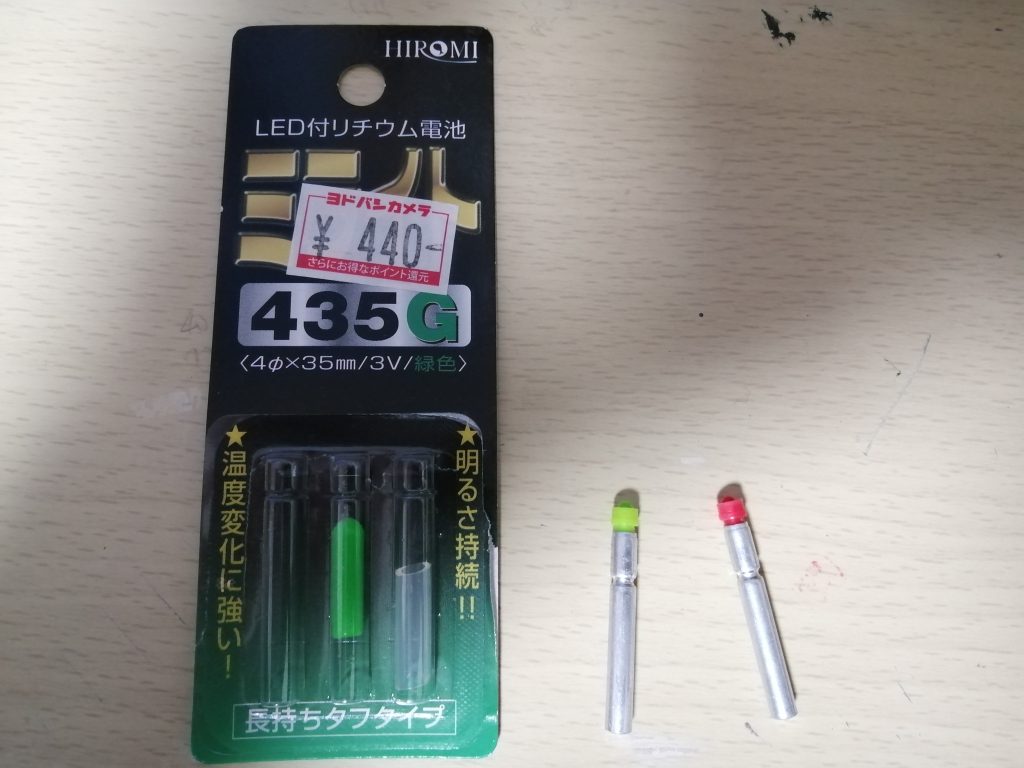 HIROMI
LED付リチウム電池
ヨドバシカメラ
¥ 440-
さらにお得なポイント還元
435G
〈4φ×35㎜/3V/緑色〉
★温度変化に強い!
★明るさ持続!!
長持ちタフタイプ